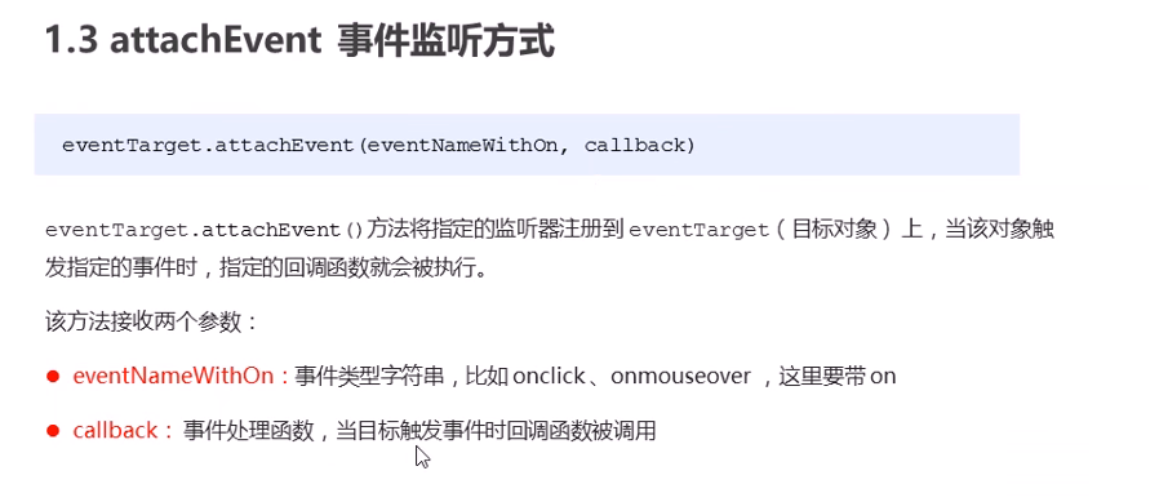 1.3 attachEvent 事件监听方式
eventTarget.attachEvent(eventNameWithOn, callback)
eventTarget.attachEvent()方法将指定的监听器注册到 eventTarget（目标对象）上，当该对象触
发指定的事件时，指定的回调函数就会被执行。
该方法接收两个参数：
● eventNameWithOn：事件类型字符串，比如 onclick、onmouseover ，这里要带 on
● callback： 事件处理函数，当目标触发事件时回调函数被调用